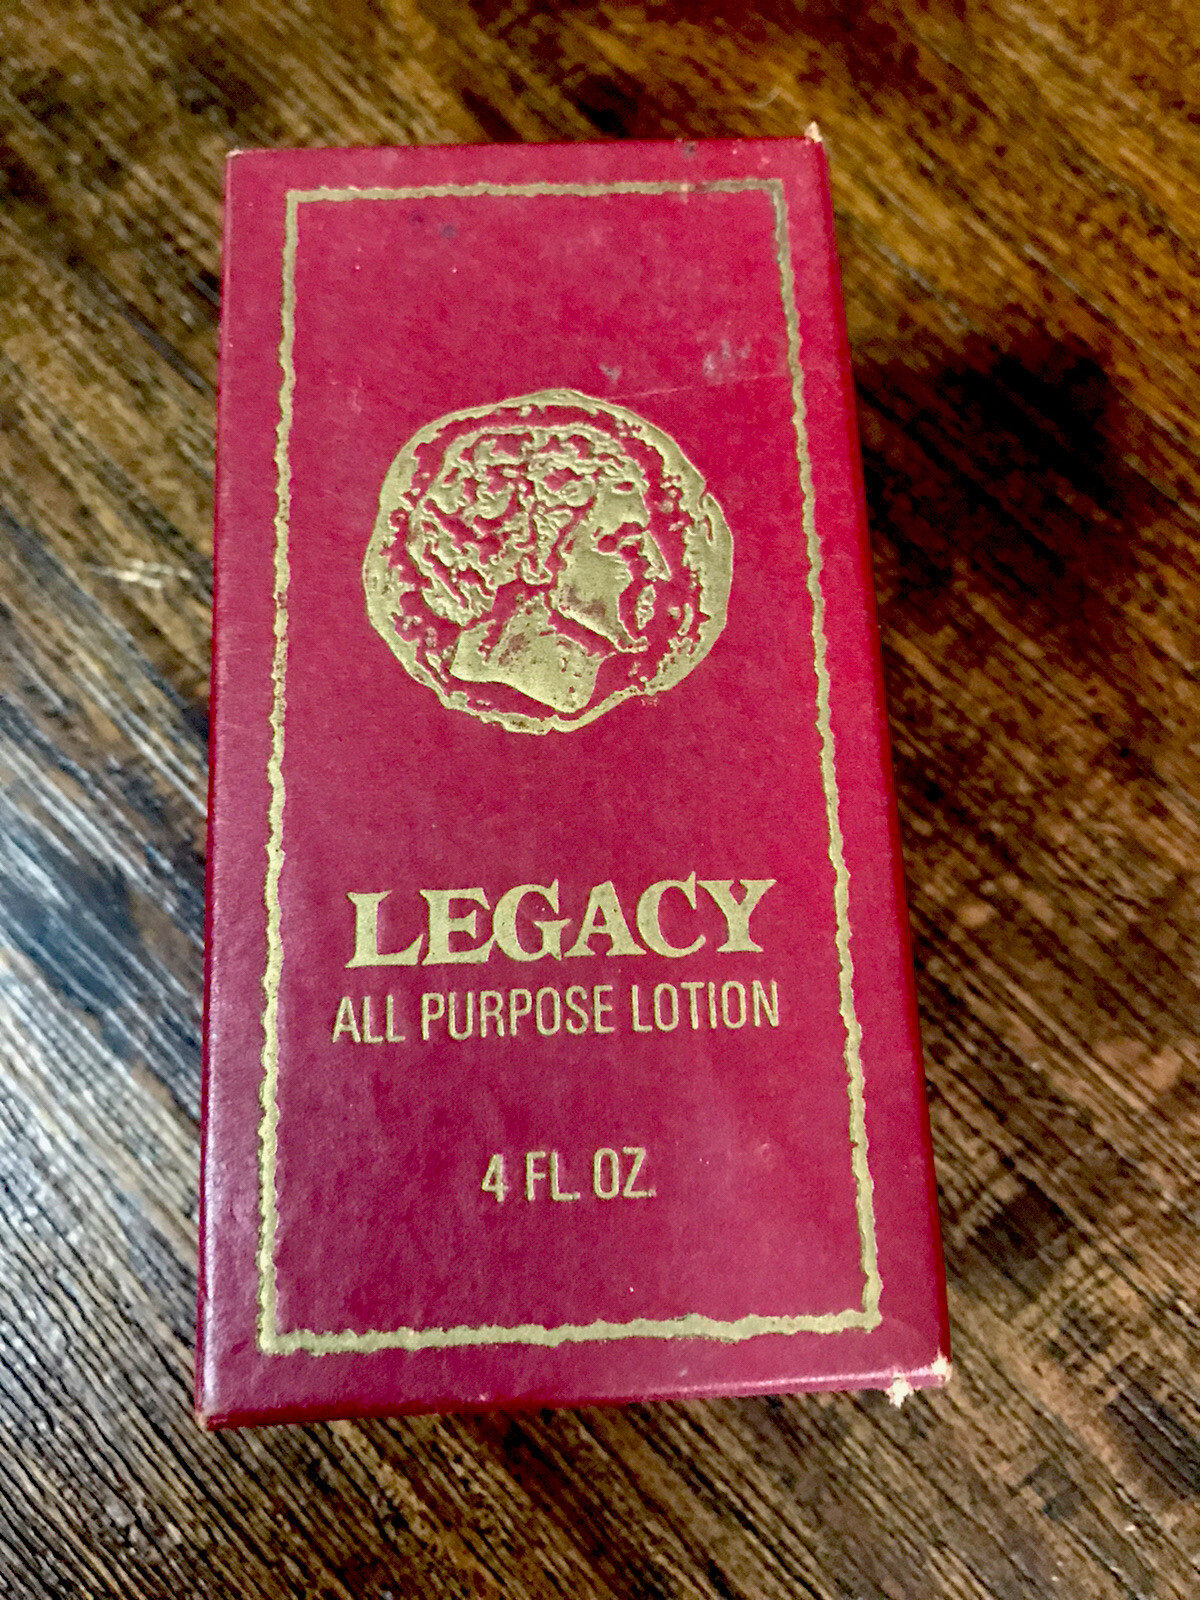 LEGACY
ALL PURPOSE LOTION
4 FL. OZ.